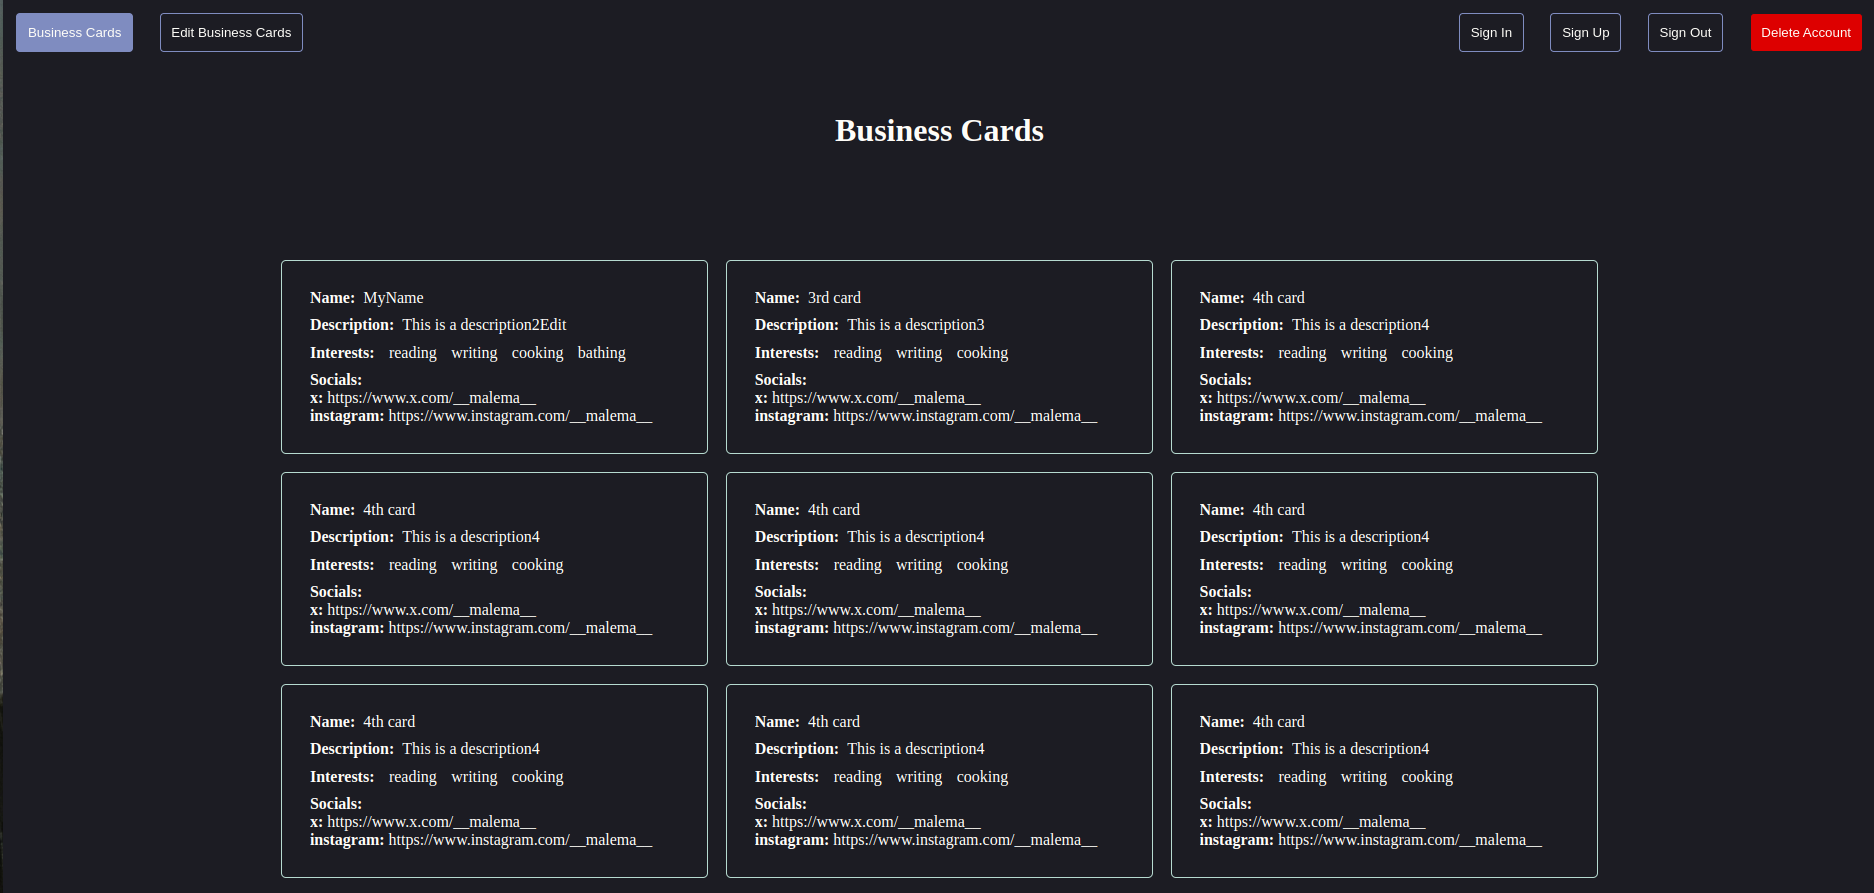 Business Cards Edit Business Cards Sign In Sign Up Sign Out Delete Account
Business Cards
Name: MyName
Description: This is a description2Edit
Interests: reading writing cooking bathing
Socials:
x: https://www.x.com/__malema__
instagram: https://www.instagram.com/__malema__
Name: 3rd card
Description: This is a description3
Interests: reading writing cooking
Socials:
x: https://www.x.com/__malema__
instagram: https://www.instagram.com/__malema__
Name: 4th card
Description: This is a description4
Interests: reading writing cooking
Socials:
x: https://www.x.com/__malema__
instagram: https://www.instagram.com/__malema__
Name: 4th card
Description: This is a description4
Interests: reading writing cooking
Socials:
x: https://www.x.com/__malema__
instagram: https://www.instagram.com/__malema__
Name: 4th card
Description: This is a description4
Interests: reading writing cooking
Socials:
x: https://www.x.com/__malema__
instagram: https://www.instagram.com/__malema__
Name: 4th card
Description: This is a description4
Interests: reading writing cooking
Socials:
x: https://www.x.com/__malema__
instagram: https://www.instagram.com/__malema__
Name: 4th card
Description: This is a description4
Interests: reading writing cooking
Socials:
x: https://www.x.com/__malema__
instagram: https://www.instagram.com/__malema__
Name: 4th card
Description: This is a description4
Interests: reading writing cooking
Socials:
x: https://www.x.com/__malema__
instagram: https://www.instagram.com/__malema__
Name: 4th card
Description: This is a description4
Interests: reading writing cooking
Socials:
x: https://www.x.com/__malema__
instagram: https://www.instagram.com/__malema__